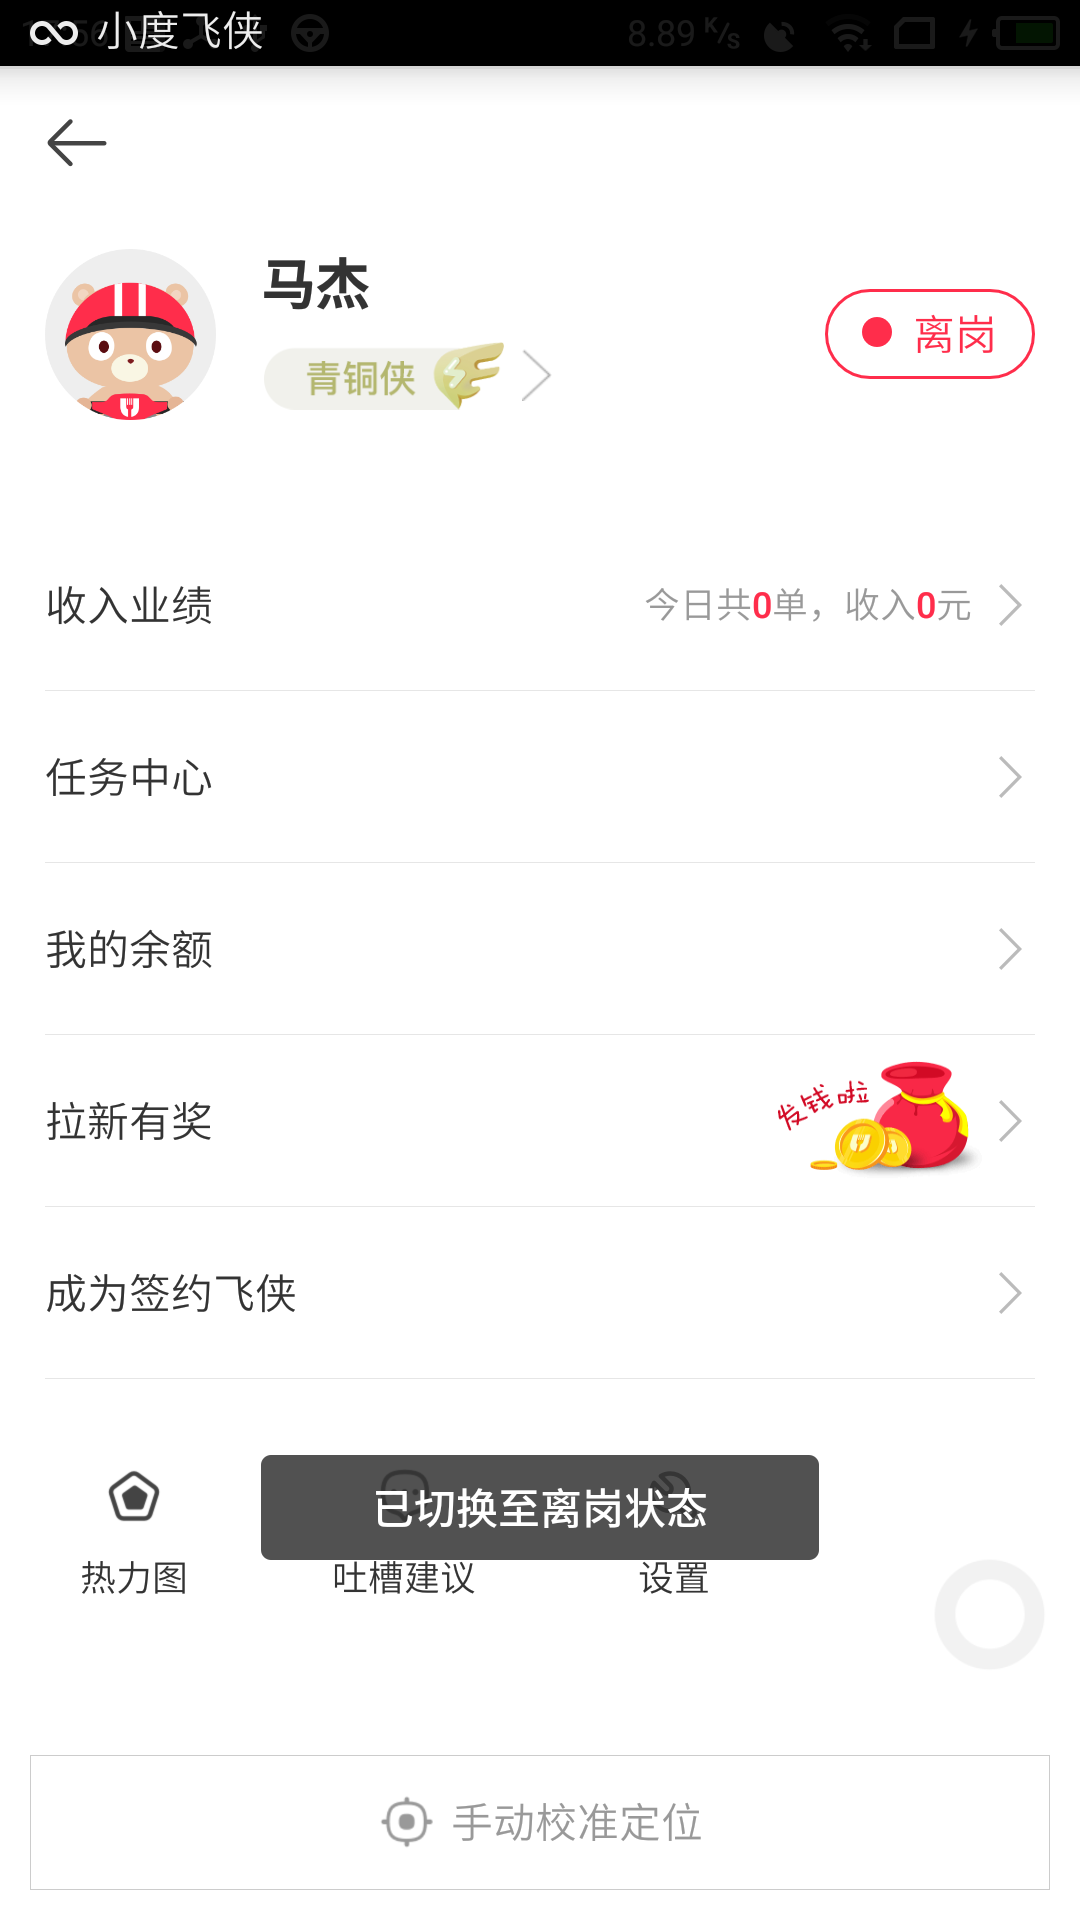 小度飞侠
8.89 K/S
马杰
青铜侠
离岗
收入业绩
今日共0单，收入0元
任务中心
我的余额
拉新有奖
发钱啦
成为签约飞侠
已切换至离岗状态
热力图
吐槽建议
设置
手动校准定位